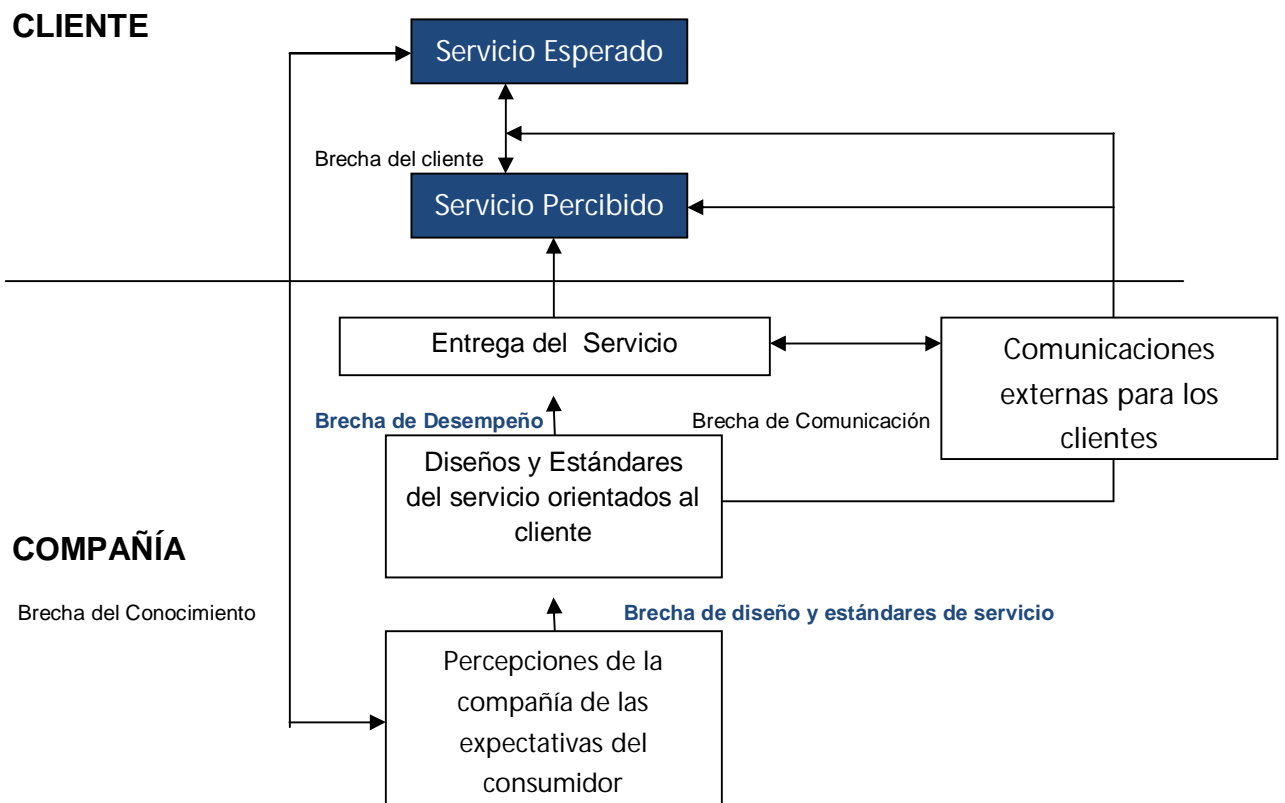 CLIENTE
Servicio Esperado
Brecha del cliente
Servicio Percibido
Entrega del Servicio
Comunicaciones
externas para los
clientes
Brecha de Desempeño
Brecha de Comunicación
Diseños y Estándares
del servicio orientados al
cliente
COMPAÑÍA
Brecha del Conocimiento
Brecha de diseño y estándares de servicio
Percepciones de la
compañía de las
expectativas del
consumidor